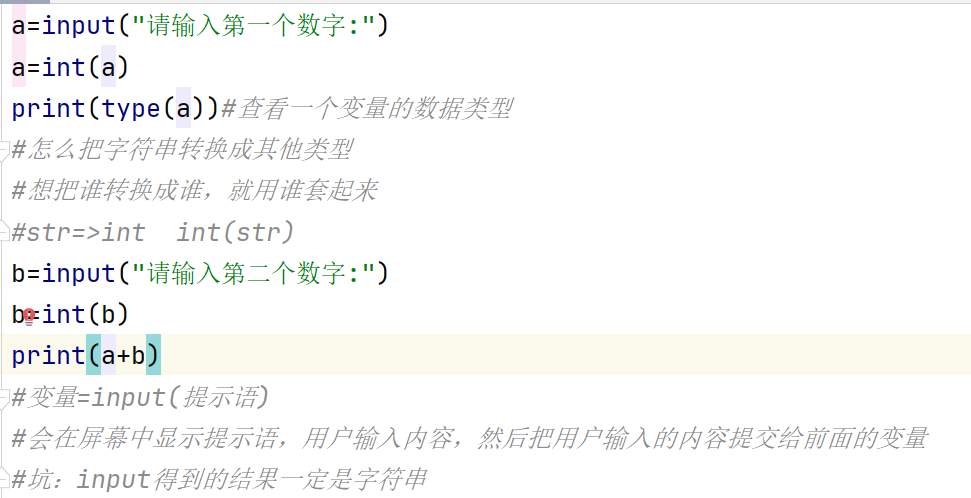 a=input("请输入第一个数字:")
a=int(a)
print(type(a))#查看一个变量的数据类型
#怎么把字符串转换成其他类型
#想把谁转换成谁，就用谁套起来
#str=>int  int(str)
b=input("请输入第二个数字:")
b=int(b)
print(a+b)
#变量=input(提示语)
#会在屏幕中显示提示语，用户输入内容，然后把用户输入的内容提交给前面的变量
#坑：input得到的结果一定是字符串